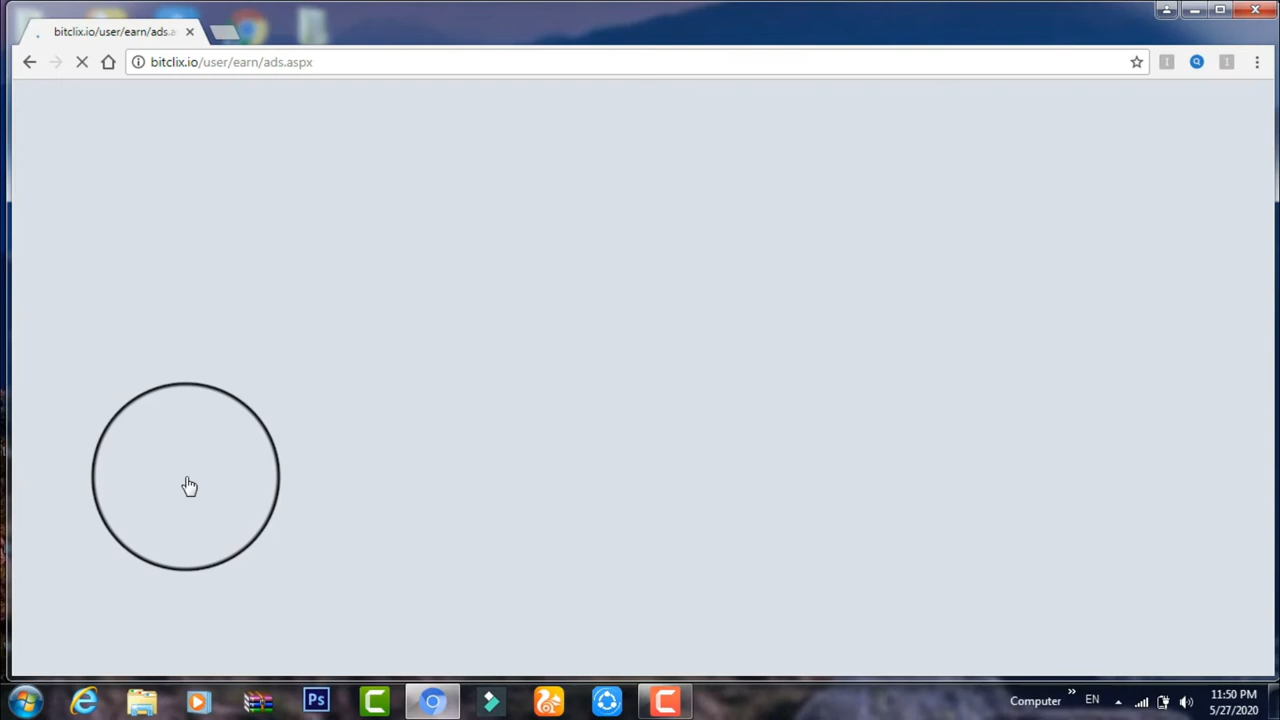 bitclix.io/user/earn/ads.a
bitclix.io/user/earn/ads.aspx
Ps
Computer
»
EN
11:50 PM
5/27/2020